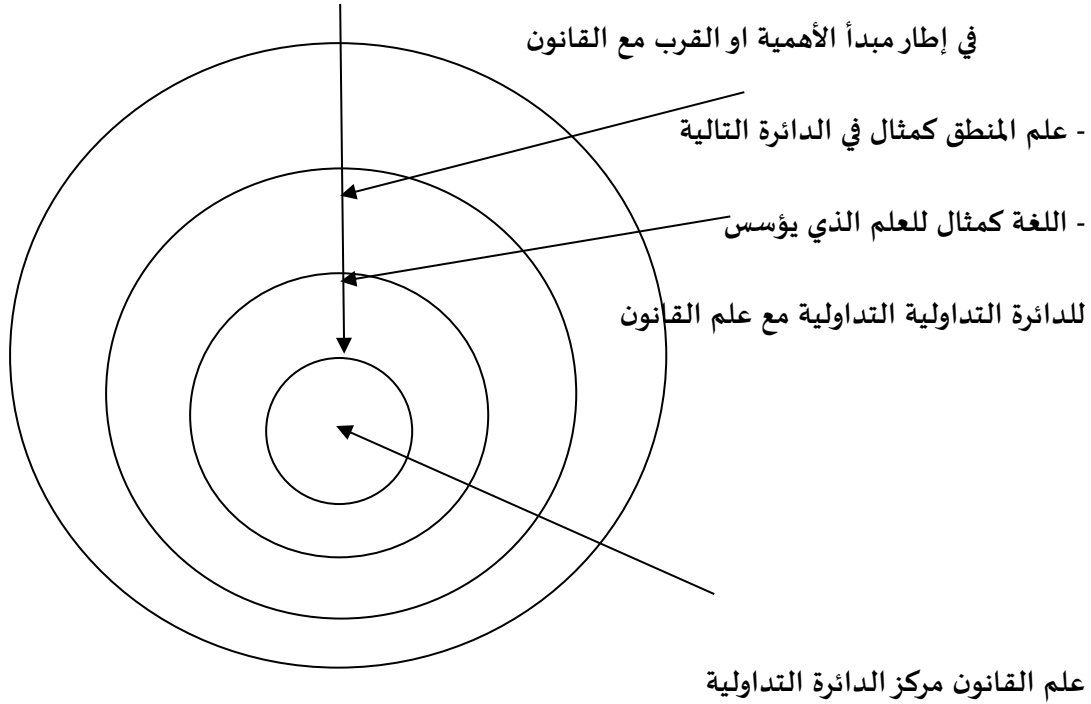 في إطار مبدأ الأهمية او القرب مع القانون
- علم المنطق كمثال في الدائرة التالية
- اللغة كمثال للعلم الذي يؤسس
للدائرة التداولية التداولية مع علم القانون
علم القانون مركز الدائرة التداولية